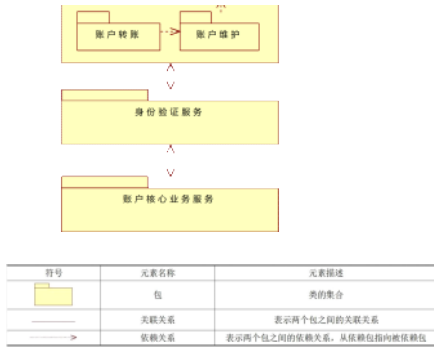 账户转账 账户维护
身份验证服务
账户核心业务服务
符号 元素名称 元素描述
包 类的集合
关联关系 表示两个包之间的关联关系
依赖关系 表示两个包之间的依赖关系，从依赖包指向被依赖包